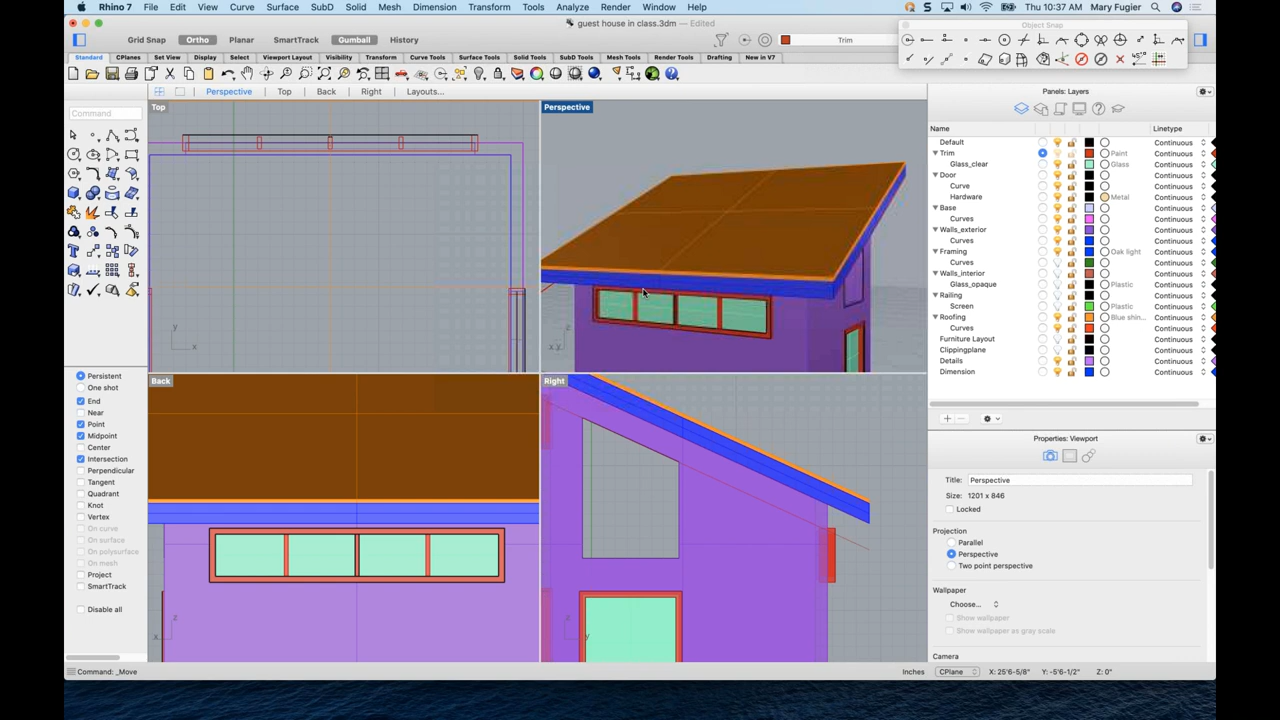 Rhino 7 File Edit View Curve Surface SubD Solid Mesh Dimension Transform Tools Analyze Render Window Help Thu 10:37 AM Mary Fugier
guest house in class.3dm — Edited
Object Snap
Grid Snap Ortho Planar SmartTrack Gumball History Trim
Standard CPlanes Set View Display Select Viewport Layout Visibility Transform Curve Tools Surface Tools Solid Tools SubD Tools Mesh Tools Render Tools Drafting New in V7
Perspective Top Back Right Layouts...
Panels: Layers
Top
Perspective
Command
Name Linetype
Default Continuous
Trim Paint Continuous
Glass_clear Glass Continuous
Door Continuous
Curve Continuous
Hardware Metal Continuous
Base Continuous
Curves Continuous
Walls_exterior Continuous
Curves Continuous
Framing Oak light Continuous
Curves Continuous
Walls_interior Continuous
Glass_opaque Plastic Continuous
Railing Continuous
Screen Plastic Continuous
Roofing Blue shin... Continuous
Curves Continuous
Furniture Layout Continuous
Clippingplane Continuous
Details Continuous
Dimension Continuous
y
x
z
x y
Back
Right
z
x
z
y
Persistent
One shot
End
Near
Point
Midpoint
Center
Intersection
Perpendicular
Tangent
Quadrant
Knot
Vertex
On curve
On surface
On polysurface
On mesh
Project
SmartTrack
Disable all
Properties: Viewport
Title: Perspective
Size: 1201 x 846
Locked
Projection
Parallel
Perspective
Two point perspective
Wallpaper
Choose...
Show wallpaper
Show wallpaper as gray scale
Camera
Command: _Move Inches CPlane X: 25'6-5/8" Y: -5'6-1/2" Z: 0"